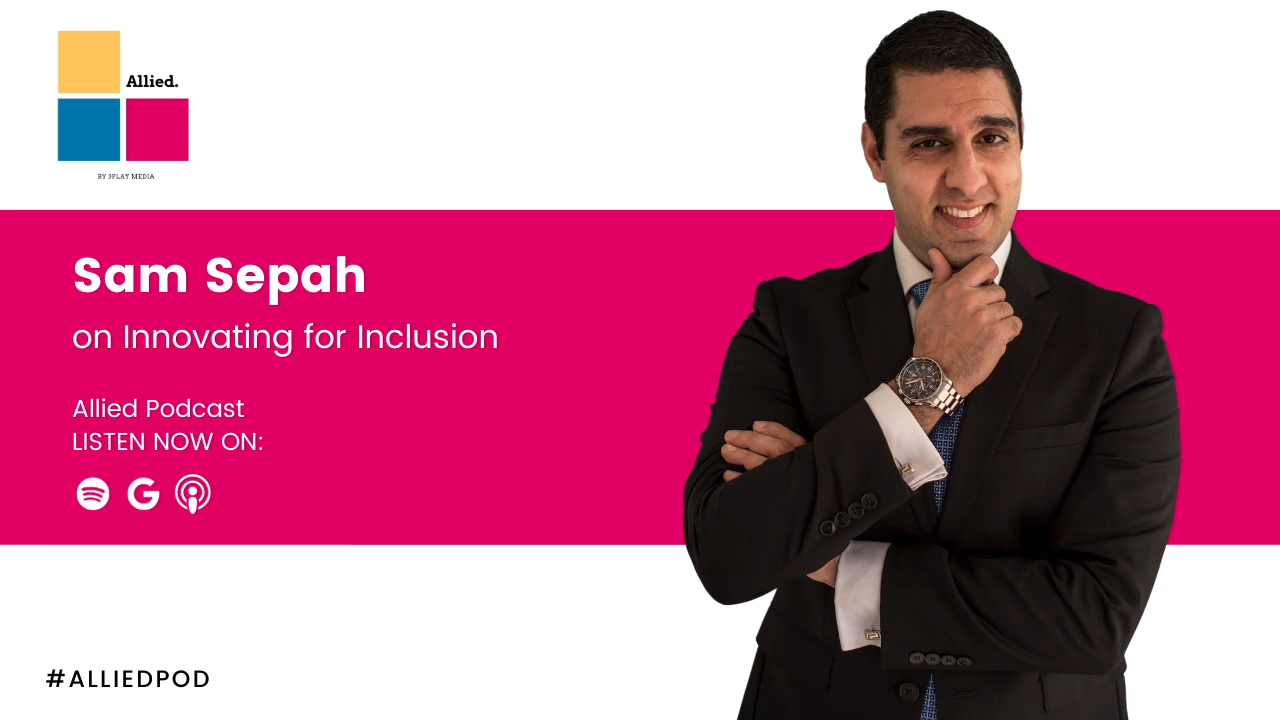 Allied.
BY 3PLAY MEDIA
Sam Sepah
on Innovating for Inclusion
Allied Podcast
LISTEN NOW ON:
#ALLIEDPOD